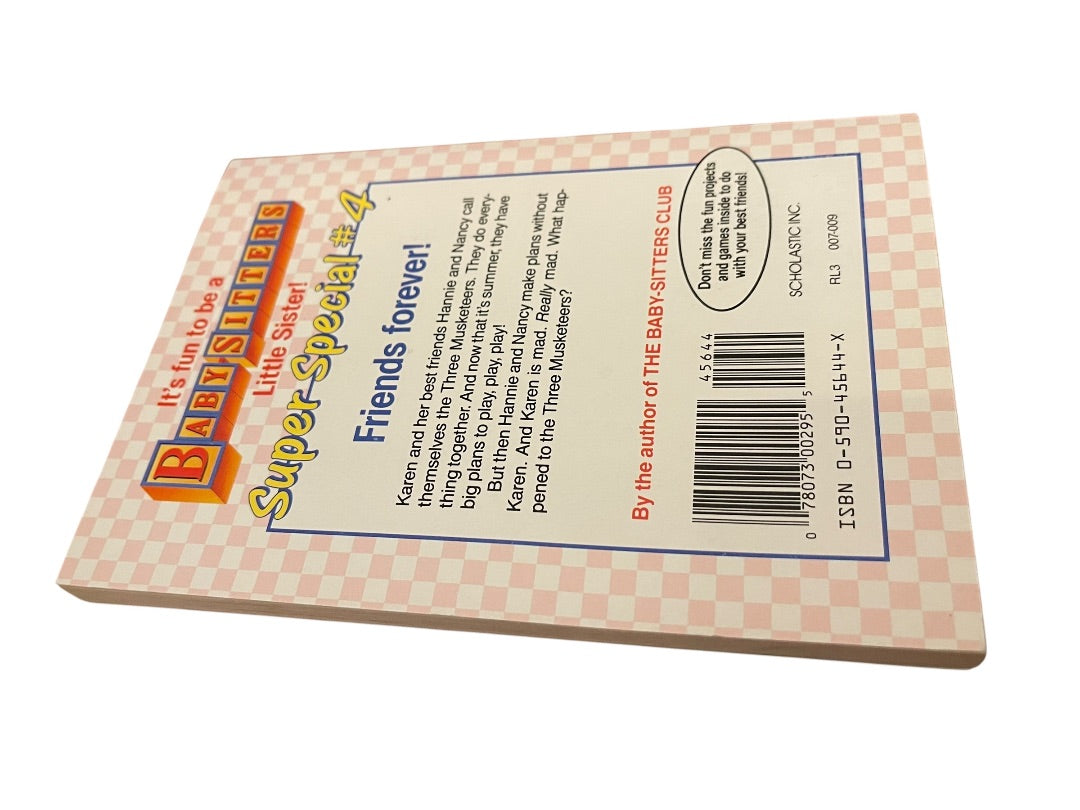 It's fun to be a
BABY-SITTERS
Little Sister!
Super Special #4
Friends forever!
Karen and her best friends Hannie and Nancy call
themselves the Three Musketeers. They do every-
thing together. And now that it's summer, they have
big plans to play, play, play!
But then Hannie and Nancy make plans without
Karen. And Karen is mad. Really mad. What hap-
pened to the Three Musketeers?
By the author of THE BABY-SITTERS CLUB
Don't miss the fun projects
and games inside to do
with your best friends!
45644
0 78073 00295 5
ISBN 0-590-45644-X
SCHOLASTIC INC.
RL3 007-009